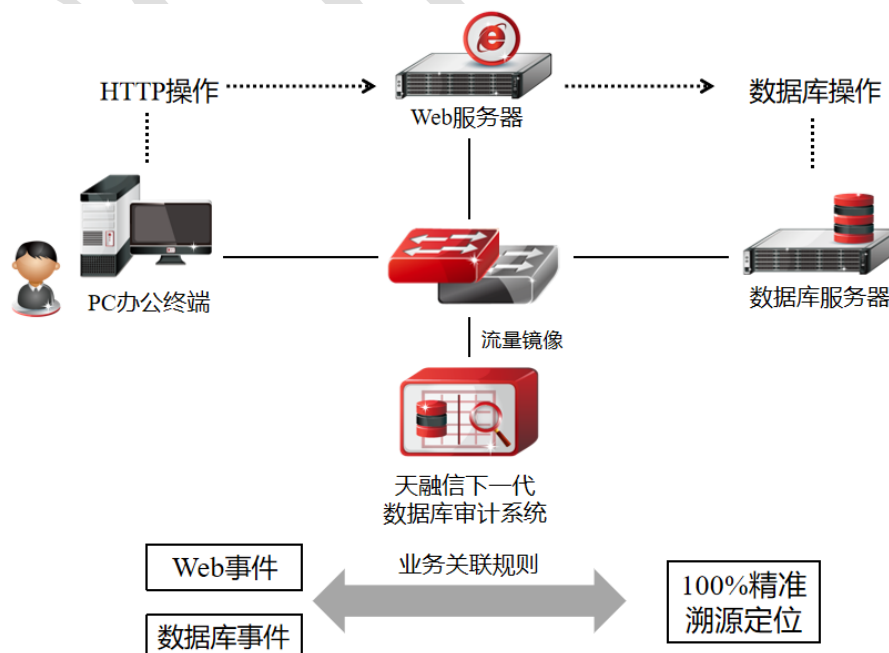 HTTP操作
Web服务器
数据库操作
PC办公终端
数据库服务器
流量镜像
天融信下一代
数据库审计系统
业务关联规则
Web事件
数据库事件
100%精准
溯源定位